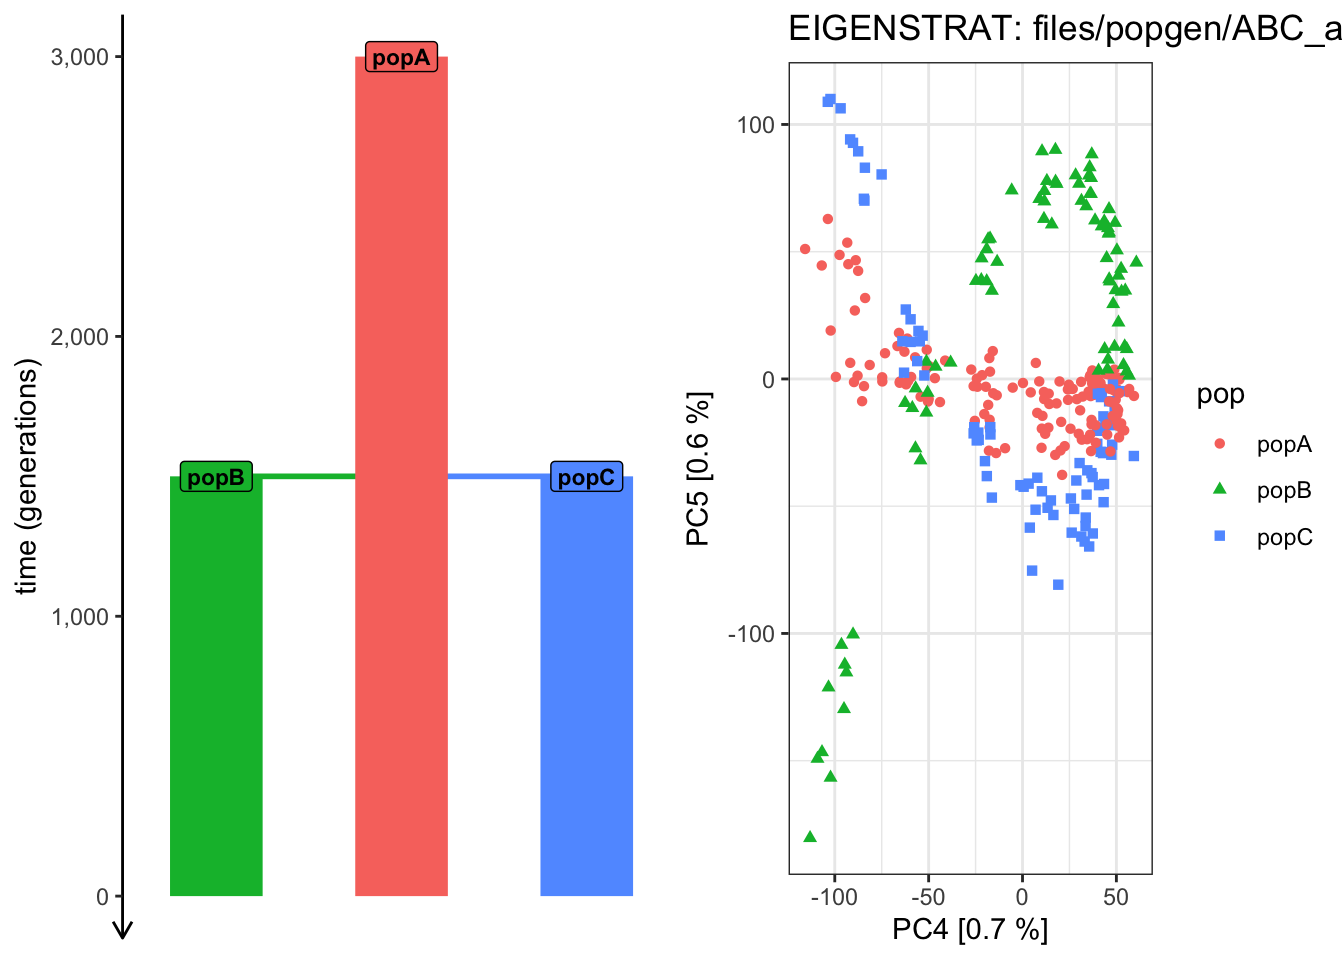 3,000
2,000
1,000
0
time (generations)
popA
popB
popC
EIGENSTRAT: files/popgen/ABC_a
100
0
-100
PC5 [0.6 %]
-100
-50
0
50
PC4 [0.7 %]
pop
popA
popB
popC